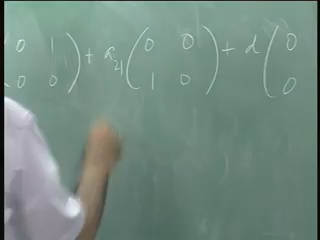 0 1 ) + a₂₁ ( 0 0 ) + d ( 0
0 0 ) ( 1 0 ) ( 0